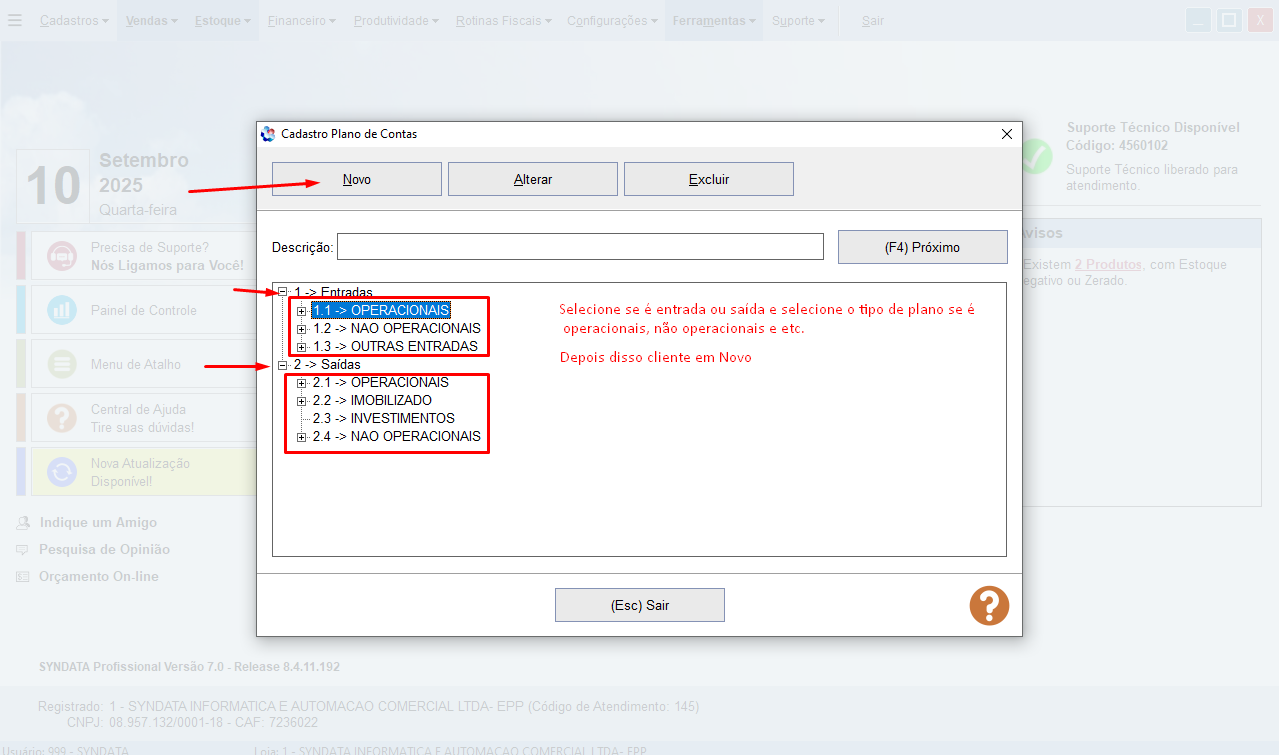 Cadastros
Vendas
Estoque
Financeiro
Produtividade
Rotinas Fiscais
Configurações
Ferramentas
Suporte
Sair
X
10
Setembro
2025
Quarta-feira
Precisa de Suporte?
Nós Ligamos para Você!
Painel de Controle
Menu de Atalho
Central de Ajuda
Tire suas dúvidas!
Nova Atualização
Disponível!
Indique um Amigo
Pesquisa de Opinião
Orçamento On-line
Cadastro Plano de Contas
Novo
Alterar
Excluir
Descrição:
(F4) Próximo
1 -> Entradas
1.1 -> OPERACIONAIS
1.2 -> NAO OPERACIONAIS
1.3 -> OUTRAS ENTRADAS
2 -> Saídas
2.1 -> OPERACIONAIS
2.2 -> IMOBILIZADO
2.3 -> INVESTIMENTOS
2.4 -> NAO OPERACIONAIS
Selecione se é entrada ou saída e selecione o tipo de plano se é
operacionais, não operacionais e etc.
Depois disso cliente em Novo
(Esc) Sair
?
Suporte Técnico Disponível
Código: 4560102
Suporte Técnico liberado para
atendimento.
Avisos
Existem 2 Produtos, com Estoque
egativo ou Zerado.
SYNDATA Profissional Versão 7.0 - Release 8.4.11.192
Registrado: 1 - SYNDATA INFORMATICA E AUTOMACAO COMERCIAL LTDA- EPP (Código de Atendimento: 145)
CNPJ: 08.957.132/0001-18 - CAF: 7236022
Usuário: 999 - SYNDATA
Loja: 1 - SYNDATA INFORMATICA E AUTOMACAO COMERCIAL LTDA- EPP